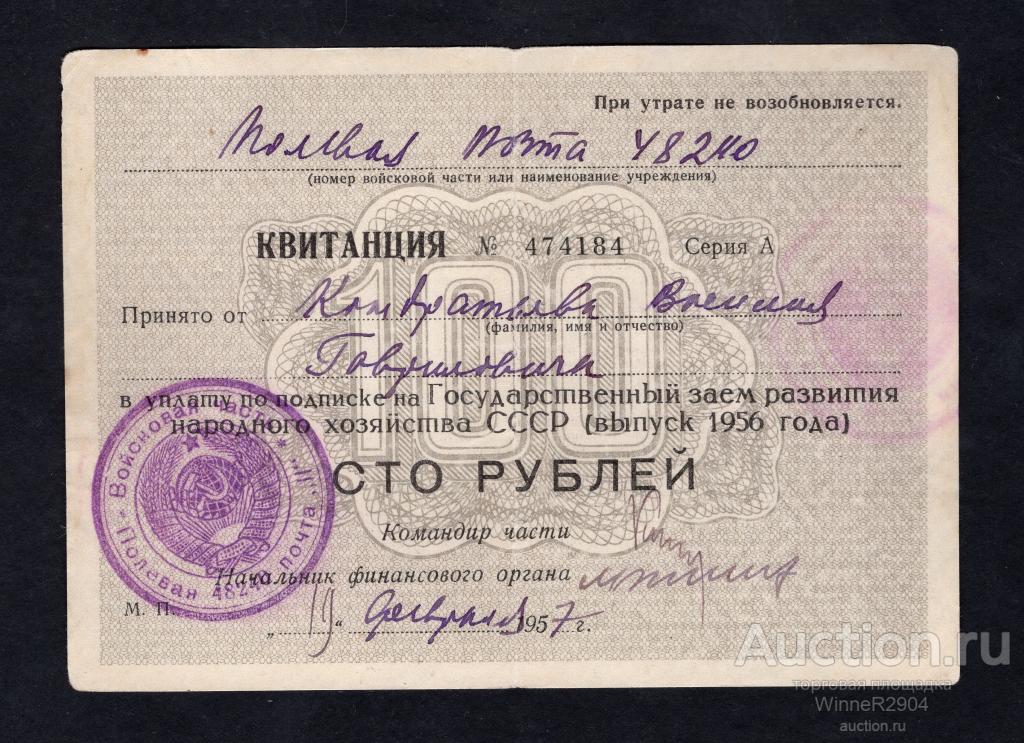 При утрате не возобновляется.
Полевая почта 48240
(номер войсковой части или наименование учреждения)
КВИТАНЦИЯ № 474184 Серия А
Принято от Кондратьева Василия
(фамилия, имя и отчество)
Гавриловича
в уплату по подписке на Государственный заем развития
народного хозяйства СССР (выпуск 1956 года)
100
СТО РУБЛЕЙ
Командир части
Начальник финансового органа
М. П.
„19“ февраля 1957 г.
Войсковая часть * "П" *
Полевая почта 48240
Auction.ru
торговая площадка
WinneR2904
auction.ru